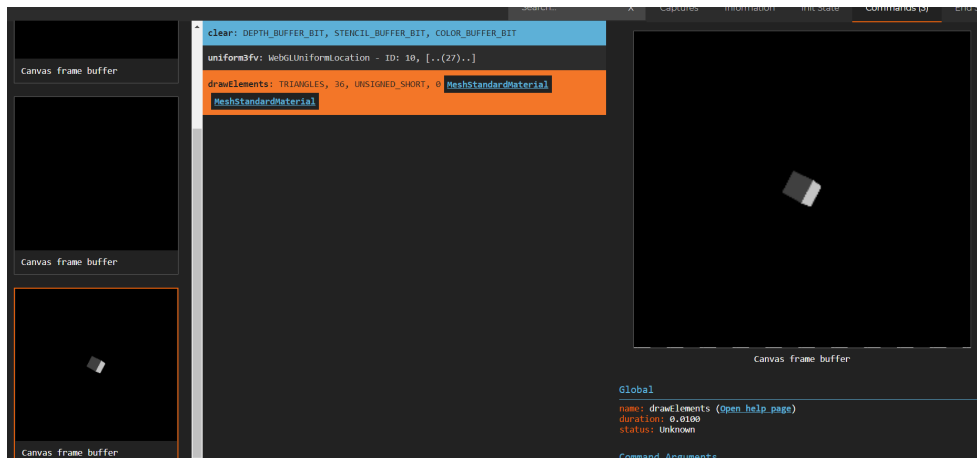 Search... X Captures Information Init State Commands (3) End S
Canvas frame buffer
Canvas frame buffer
Canvas frame buffer
clear: DEPTH_BUFFER_BIT, STENCIL_BUFFER_BIT, COLOR_BUFFER_BIT
uniform3fv: WebGLUniformLocation - ID: 10, [..(27)..]
drawElements: TRIANGLES, 36, UNSIGNED_SHORT, 0 MeshStandardMaterial
MeshStandardMaterial
Canvas frame buffer
Global
name: drawElements (Open help page)
duration: 0.0100
status: Unknown
Command Arguments